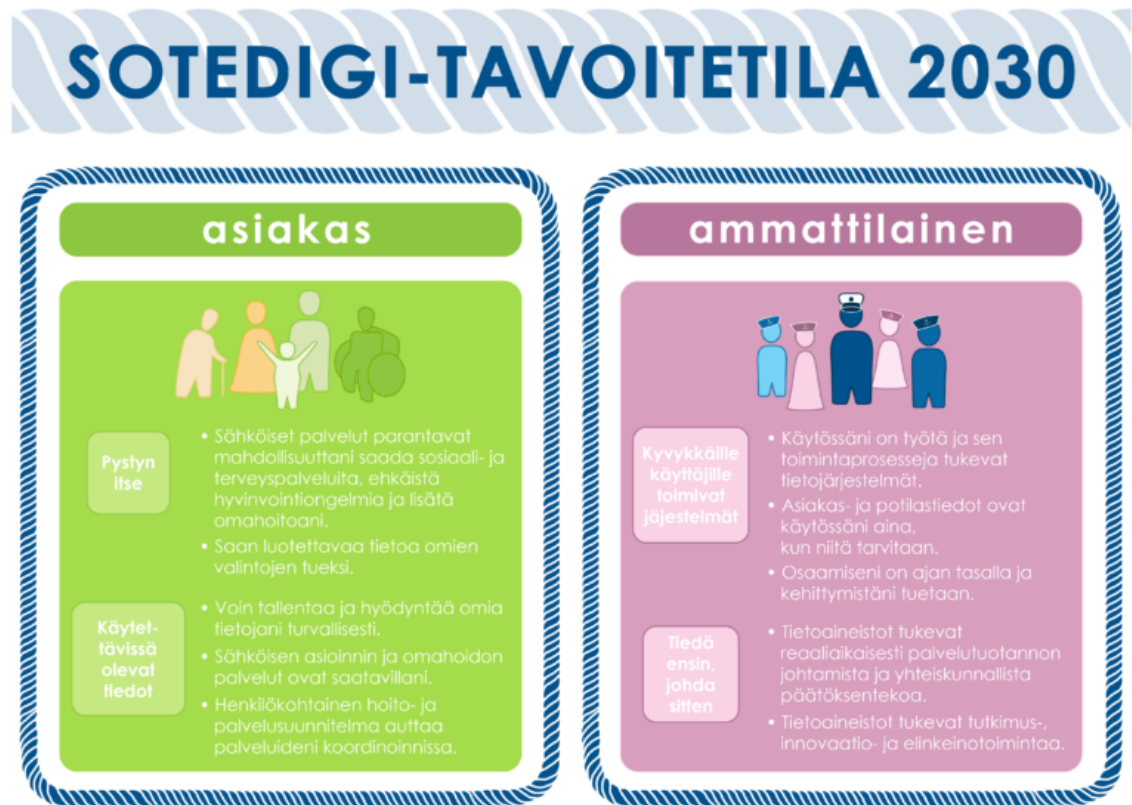 SOTEDIGI-TAVOITETILA 2030
asiakas
Pystyn
itse
• Sähköiset palvelut parantavat
mahdollisuuttani saada sosiaali- ja
terveyspalveluita, ehkäistä
hyvinvointiongelmia ja lisätä
omahoitoani.
• Saan luotettavaa tietoa omien
valintojen tueksi.
Käytet-
tävissä
olevat
tiedot
• Voin tallentaa ja hyödyntää omia
tietojani turvallisesti.
• Sähköisen asioinnin ja omahoidon
palvelut ovat saatavillani.
• Henkilökohtainen hoito- ja
palvelusuunnitelma auttaa
palveluideni koordinoinnissa.
ammattilainen
Kyvykkäille
käyttäjille
toimivat
jäjestelmät
• Käytössäni on työtä ja sen
toimintaprosesseja tukevat
tietojärjestelmät.
• Asiakas- ja potilastiedot ovat
käytössäni aina,
kun niitä tarvitaan.
• Osaamiseni on ajan tasalla ja
kehittymistäni tuetaan.
Tiedä
ensin,
johda
sitten
• Tietoaineistot tukevat
reaaliaikaisesti palvelutuotannon
johtamista ja yhteiskunnallista
päätöksentekoa.
• Tietoaineistot tukevat tutkimus-,
innovaatio- ja elinkeinotoimintaa.